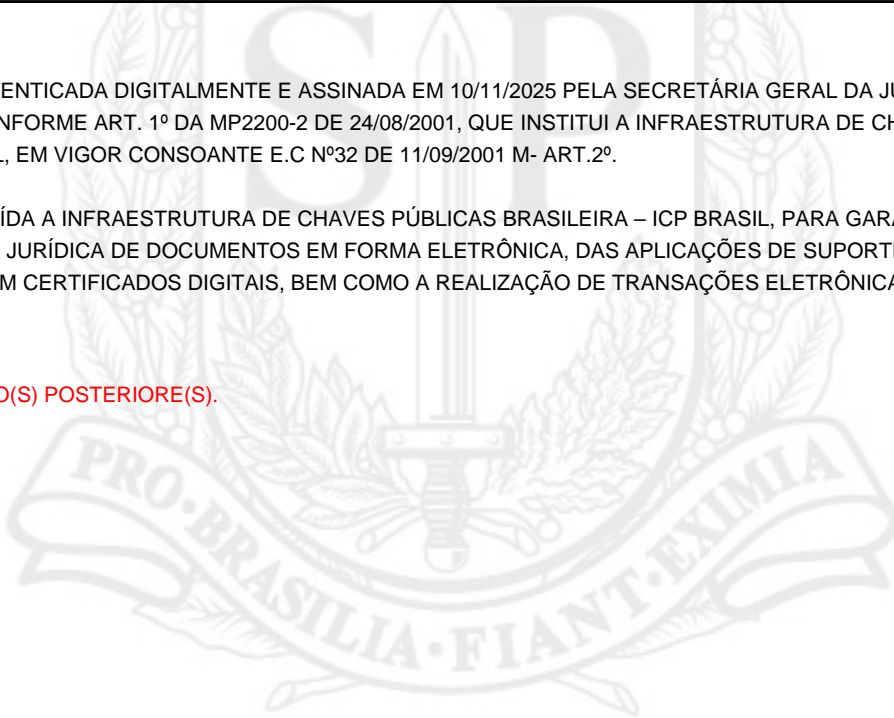 ENTICADA DIGITALMENTE E ASSINADA EM 10/11/2025 PELA SECRETÁRIA GERAL DA JU
NFORME ART. 1º DA MP2200-2 DE 24/08/2001, QUE INSTITUI A INFRAESTRUTURA DE CH
L, EM VIGOR CONSOANTE E.C Nº32 DE 11/09/2001 M- ART.2º.
ÍDA A INFRAESTRUTURA DE CHAVES PÚBLICAS BRASILEIRA – ICP BRASIL, PARA GARA
JURÍDICA DE DOCUMENTOS EM FORMA ELETRÔNICA, DAS APLICAÇÕES DE SUPORT
M CERTIFICADOS DIGITAIS, BEM COMO A REALIZAÇÃO DE TRANSAÇÕES ELETRÔNICA
O(S) POSTERIORE(S).
SP
PRO·BRASILIA·FIANT·EXIMIA